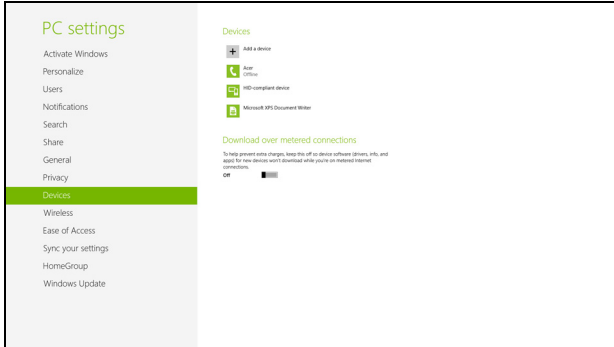 PC settings
Activate Windows
Personalize
Users
Notifications
Search
Share
General
Privacy
Devices
Wireless
Ease of Access
Sync your settings
HomeGroup
Windows Update
Devices
Add a device
Acer
Offline
HID-compliant device
Microsoft XPS Document Writer
Download over metered connections
To help prevent extra charges, keep this off so device software (drivers, info, and
apps) for new devices won't download while you're on metered Internet
connections.
Off